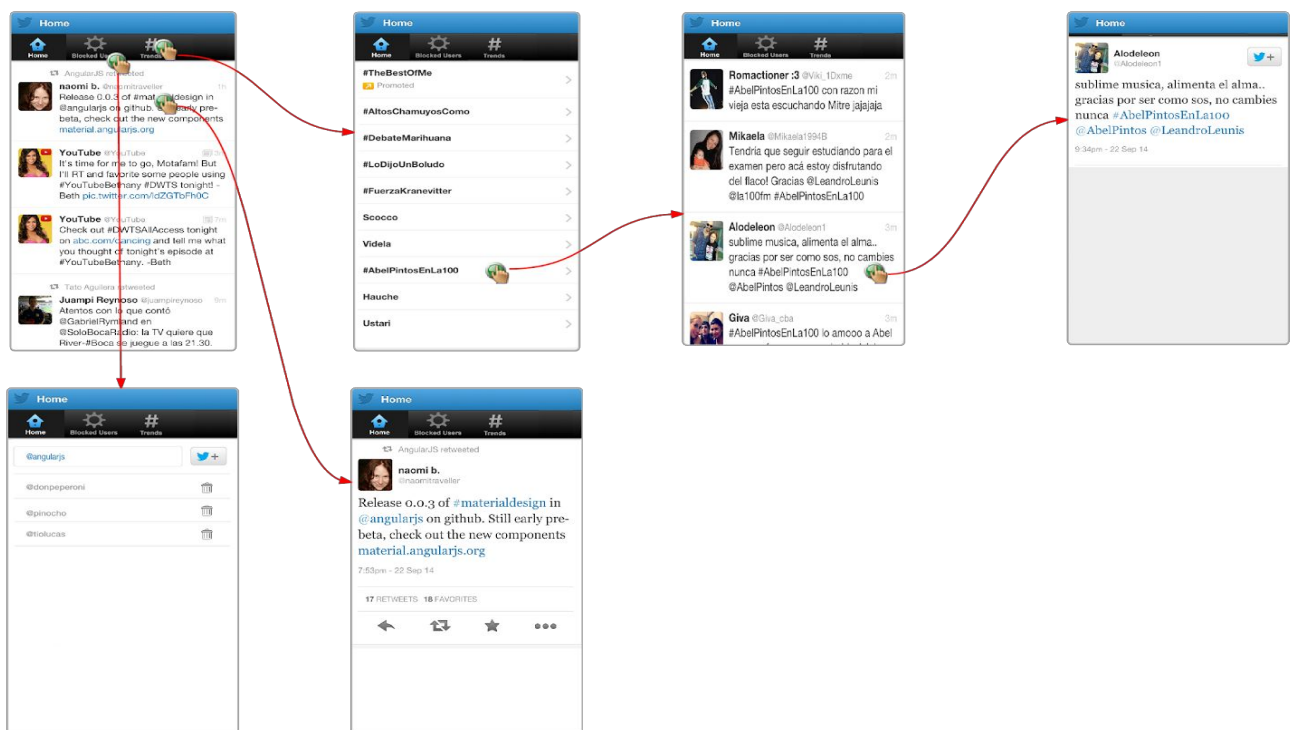 Home
Home
Blocked Users
Trends
AngularJS retweeted
naomi b. @naomitraveller 1h
Release 0.0.3 of #materialdesign in
@angularjs on github. Still early pre-
beta, check out the new components
material.angularjs.org
YouTube @YouTube
It's time for me to go, Motafam! But
I'll RT and favorite some people using
#YouTubeBethany #DWTS tonight! -
Beth pic.twitter.com/ldZGTbFh0C
YouTube @YouTube 7m
Check out #DWTSAllAccess tonight
on abc.com/dancing and tell me what
you thought of tonight's episode at
#YouTubeBethany. -Beth
Tato Aguilera retweeted
Juampi Reynoso @juampireynoso 9m
Atentos con lo que contó
@GabrielRymland en
@SoloBocaRadio: la TV quiere que
River-#Boca se juegue a las 21.30.
Home
Home
Blocked Users
Trends
#TheBestOfMe
Promoted
#AltosChamuyosComo
#DebateMarihuana
#LoDijoUnBoludo
#FuerzaKranevitter
Scocco
Videla
#AbelPintosEnLa100
Hauche
Ustari
Home
Home
Blocked Users
Trends
Romactioner :3 @Viki_1Dxme 2m
#AbelPintosEnLa100 con razon mi
vieja esta escuchando Mitre jajajaja
Mikaela @Mikaela1994B 2m
Tendría que seguir estudiando para el
examen pero acá estoy disfrutando
del flaco! Gracias @LeandroLeunis
@la100fm #AbelPintosEnLa100
Alodeleon @Alodeleon1 3m
sublime musica, alimenta el alma..
gracias por ser como sos, no cambies
nunca #AbelPintosEnLa100
@AbelPintos @LeandroLeunis
Giva @Giva_cba 3m
#AbelPintosEnLa100 lo amooo a Abel
Home
Alodeleon
@Alodeleon1
sublime musica, alimenta el alma..
gracias por ser como sos, no cambies
nunca #AbelPintosEnLa100
@AbelPintos @LeandroLeunis
9:34pm - 22 Sep 14
Home
Home
Blocked Users
Trends
@angularjs
@donpeperoni
@pinocho
@tiolucas
Home
Home
Blocked Users
Trends
AngularJS retweeted
naomi b.
@naomitraveller
Release 0.0.3 of #materialdesign in
@angularjs on github. Still early pre-
beta, check out the new components
material.angularjs.org
7:53pm - 22 Sep 14
17 RETWEETS 18 FAVORITES